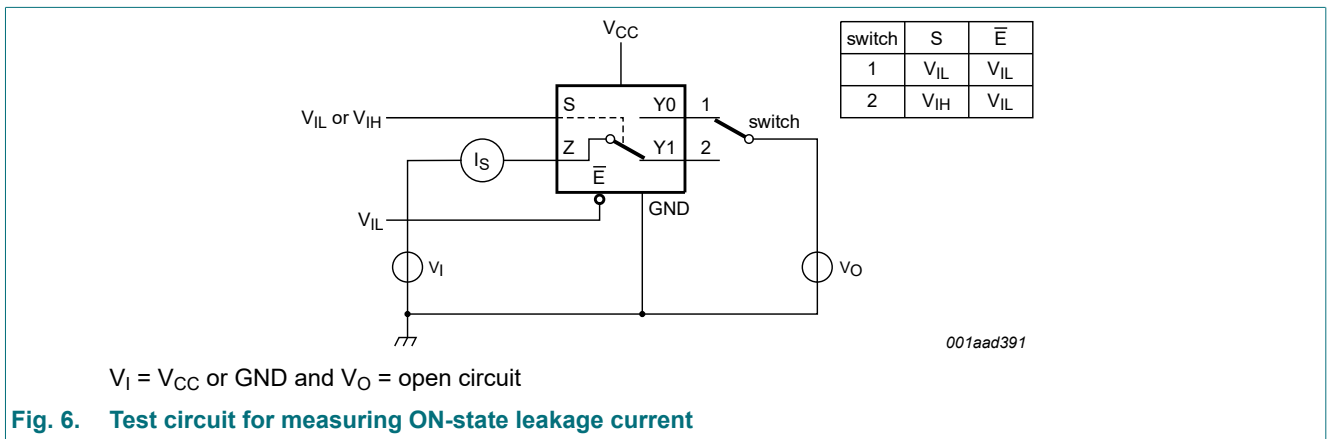 VCC
switch S E̅
1 VIL VIL
2 VIH VIL
S Y0 1
VIL or VIH
switch
IS
Z Y1 2
E̅
GND
VIL
VI
VO
001aad391
VI = VCC or GND and VO = open circuit
Fig. 6. Test circuit for measuring ON-state leakage current